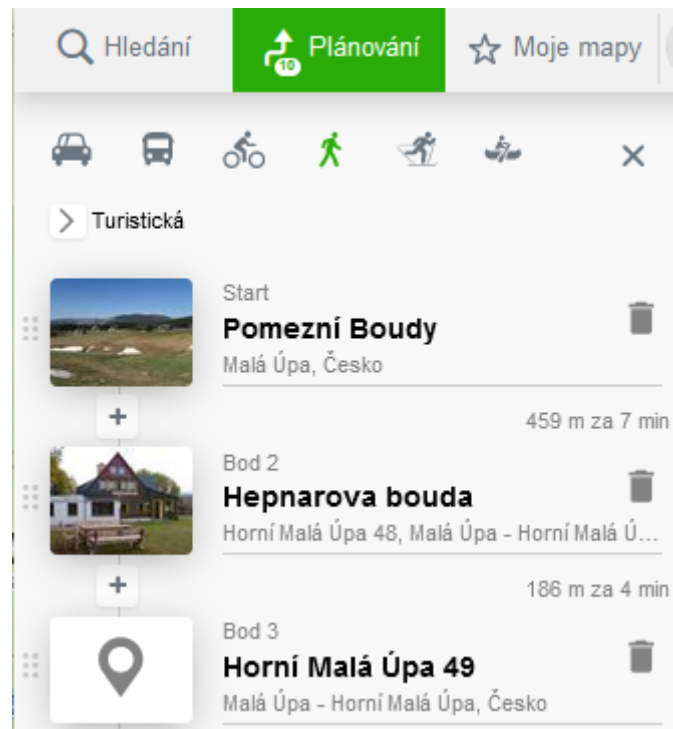 Hledání
Plánování
10
Moje mapy
Turistická
Start
Pomezní Boudy
Malá Úpa, Česko
459 m za 7 min
Bod 2
Hepnarova bouda
Horní Malá Úpa 48, Malá Úpa - Horní Malá Ú...
186 m za 4 min
Bod 3
Horní Malá Úpa 49
Malá Úpa - Horní Malá Úpa, Česko